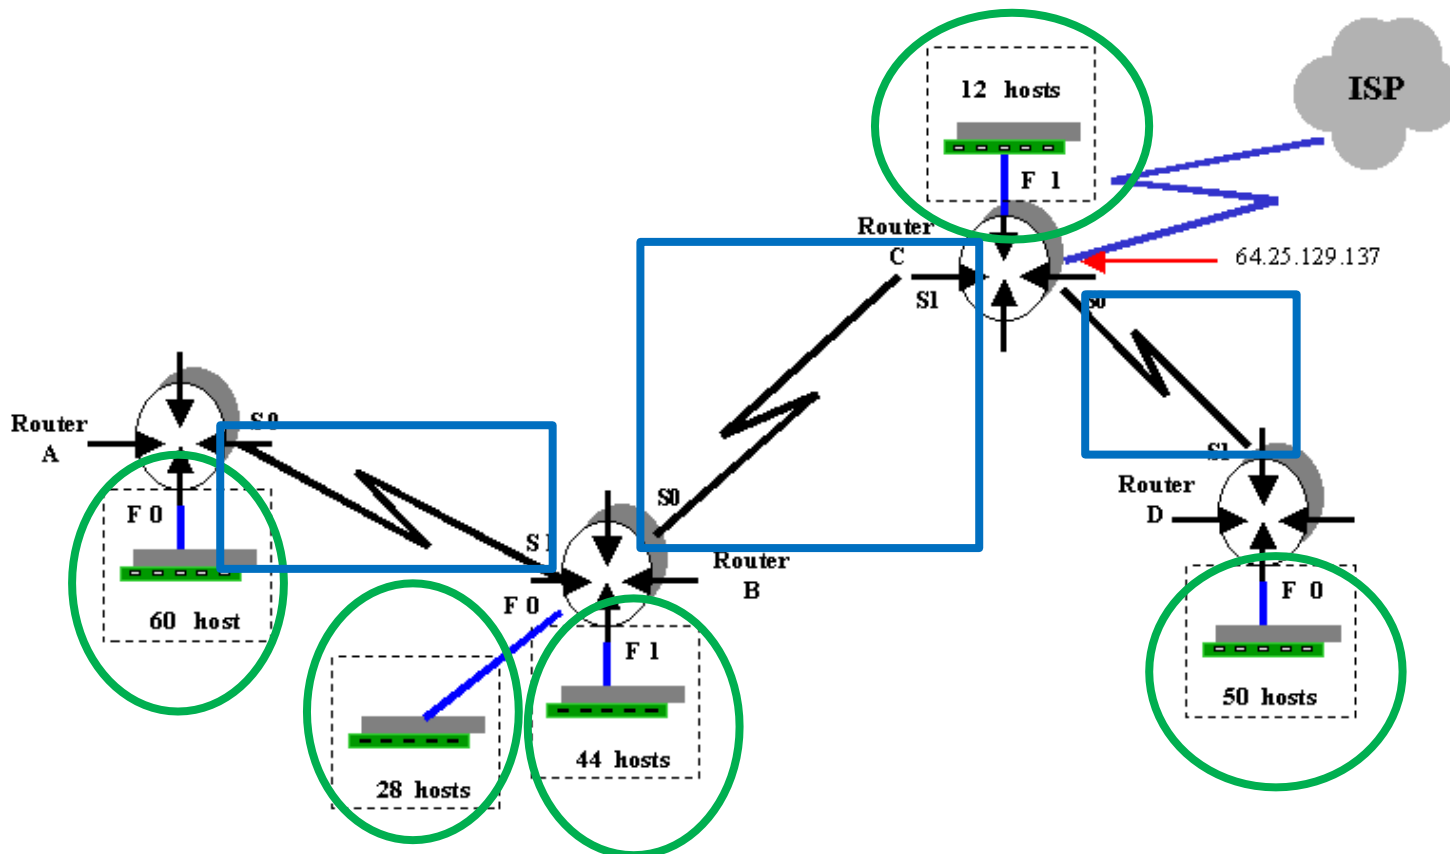 12 hosts
ISP
F 1
Router
C
64.25.129.137
S1
S0
Router
A
S0
F 0
60 host
S1
F 0
S0
Router
B
F 1
28 hosts
44 hosts
S1
Router
D
F 0
50 hosts